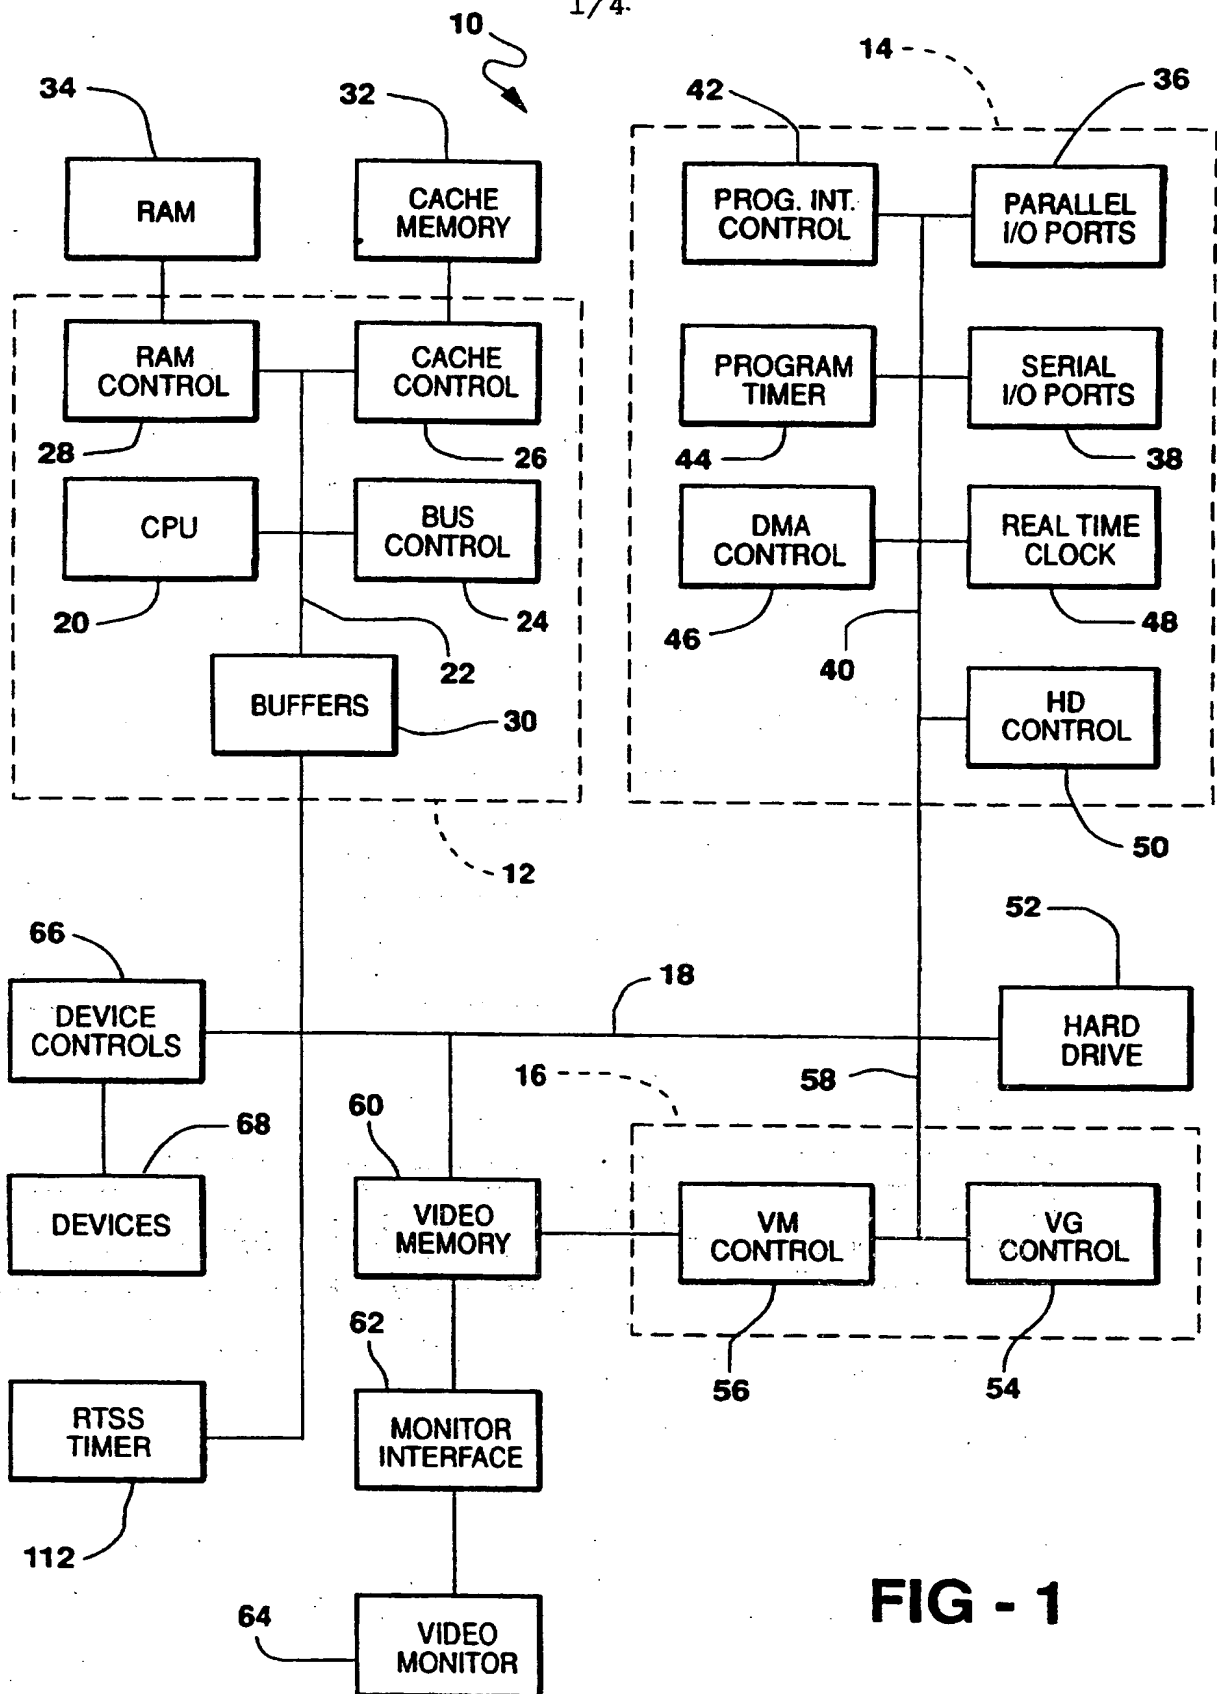 1/4
10
14
34
32
42
36
RAM
CACHE
MEMORY
PROG. INT.
CONTROL
PARALLEL
I/O PORTS
RAM
CONTROL
CACHE
CONTROL
PROGRAM
TIMER
SERIAL
I/O PORTS
28
26
44
38
CPU
BUS
CONTROL
DMA
CONTROL
REAL TIME
CLOCK
20
24
46
48
22
40
BUFFERS
30
HD
CONTROL
50
12
52
66
18
DEVICE
CONTROLS
HARD
DRIVE
16
58
60
68
DEVICES
VIDEO
MEMORY
VM
CONTROL
VG
CONTROL
62
56
54
RTSS
TIMER
MONITOR
INTERFACE
112
64
VIDEO
MONITOR
FIG - 1